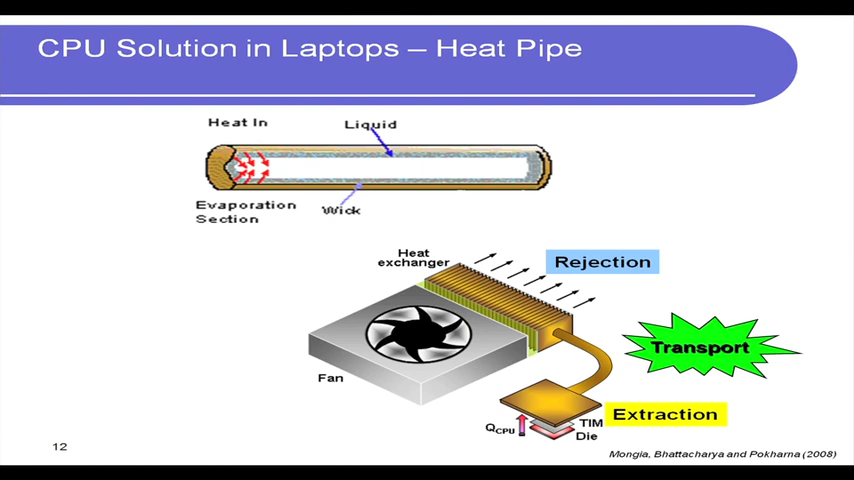 CPU Solution in Laptops – Heat Pipe
Heat In
Liquid
Evaporation
Section
Wick
Heat
exchanger
Rejection
Transport
Fan
Extraction
QCPU
TIM
Die
12
Mongia, Bhattacharya and Pokharna (2008)